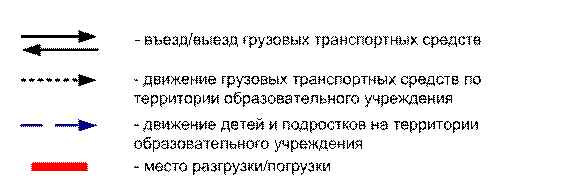 - въезд/выезд грузовых транспортных средств
- движение грузовых транспортных средств по
территории образовательного учреждения
- движение детей и подростков на территории
образовательного учреждения
- место разгрузки/погрузки